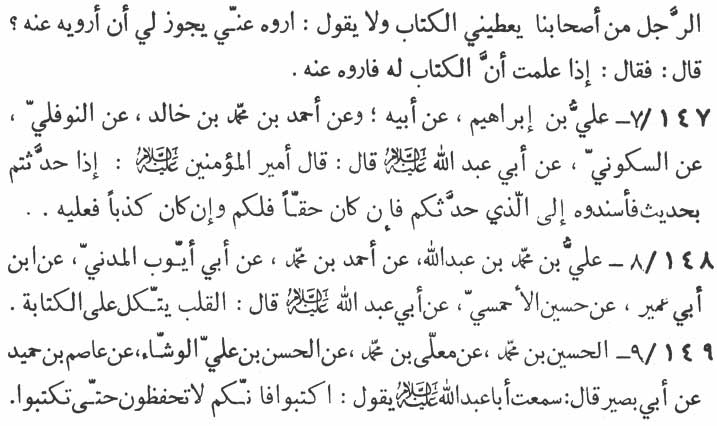 الرَّجل من أصحابنا يعطيني الكتاب ولا يقول : اروه عنّي يجوز لي أن أرويه عنه ؟
قال : فقال : إذا علمت أنَّ الكتاب له فاروه عنه .
٧/١٤٧ـ عليُّ بن إبراهيم ، عن أبيه ؛ وعن أحمد بن محمّد بن خالد ، عن النوفليّ ،
عن السكونيّ ، عن أبي عبد الله عليه السلام قال : قال أمير المؤمنين عليه السلام : إذا حدَّثتم
بحديث فأسندوه إلى الّذي حدَّثكم فإن كان حقّاً فلكم وإن كان كذباً فعليه . .
٨/١٤٨ ـ عليُّ بن محمّد بن عبدالله، عن أحمد بن محمّد ، عن أبي أيّوب المدنيّ، عن ابن
أبي عمير ، عن حسين الأحمسيّ، عن أبي عبد الله عليه السلام قال : القلب يتّكل على الكتابة .
٩/١٤٩ـ الحسين بن محمّد ، عن معلّى بن محمّد ، عن الحسن بن عليّ الوشّاء، عن عاصم بن حميد
عن أبي بصير قال: سمعت أبا عبدالله عليه السلام يقول : اكتبوا فإنّكم لا تحفظون حتّى تكتبوا.